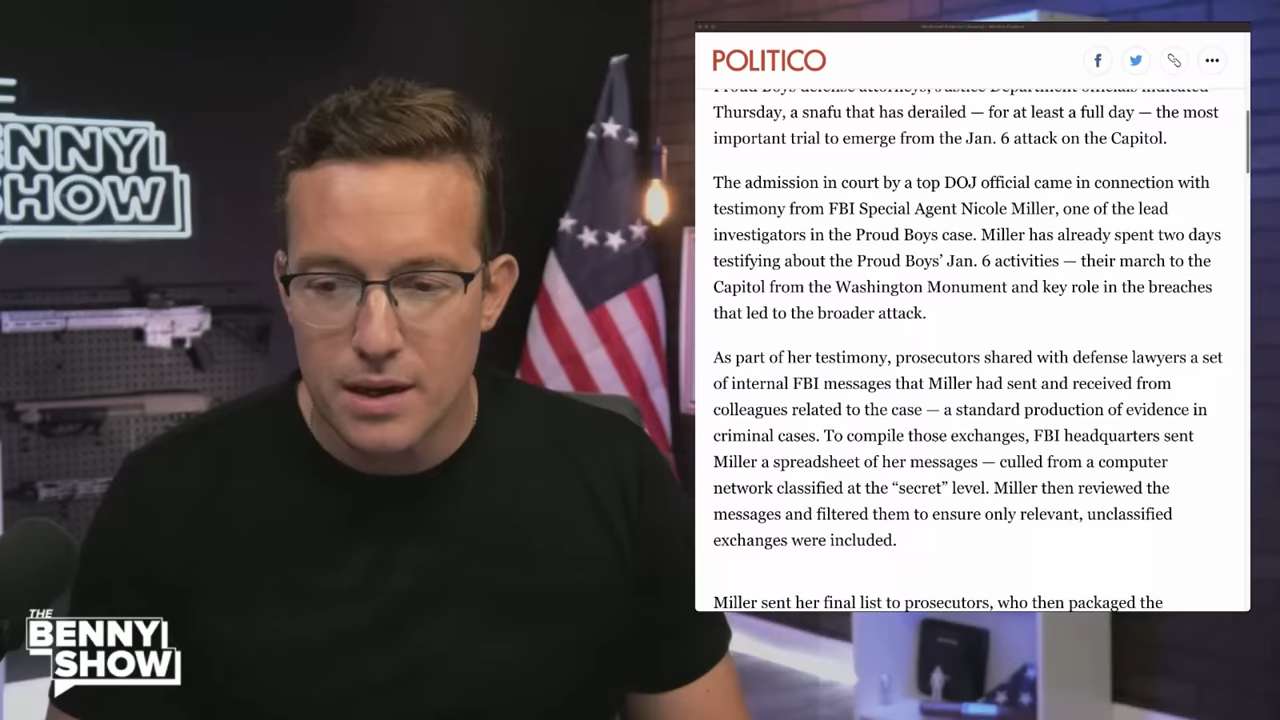 ENNY
SHOW
POLITICO
Proud Boys defense attorneys, Justice Department officials indicated
Thursday, a snafu that has derailed — for at least a full day — the most
important trial to emerge from the Jan. 6 attack on the Capitol.
The admission in court by a top DOJ official came in connection with
testimony from FBI Special Agent Nicole Miller, one of the lead
investigators in the Proud Boys case. Miller has already spent two days
testifying about the Proud Boys’ Jan. 6 activities — their march to the
Capitol from the Washington Monument and key role in the breaches
that led to the broader attack.
As part of her testimony, prosecutors shared with defense lawyers a set
of internal FBI messages that Miller had sent and received from
colleagues related to the case — a standard production of evidence in
criminal cases. To compile those exchanges, FBI headquarters sent
Miller a spreadsheet of her messages — culled from a computer
network classified at the “secret” level. Miller then reviewed the
messages and filtered them to ensure only relevant, unclassified
exchanges were included.
Miller sent her final list to prosecutors, who then packaged the
THE
BENNY
SHOW